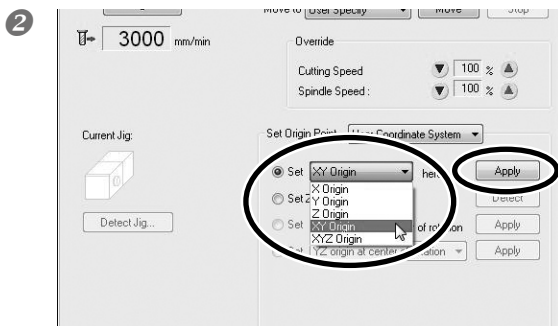 2
Move to User Specify Move Stop
3000 mm/min
Override
Cutting Speed 100 %
Spindle Speed : 100 %
Current Jig:
Set Origin Point User Coordinate System
Set XY Origin here Apply
X Origin
Set Z Detect
Y Origin
Z Origin
Set XY Origin of rotation Apply
XYZ Origin
Detect Jig...
Set YZ origin at center of rotation Apply